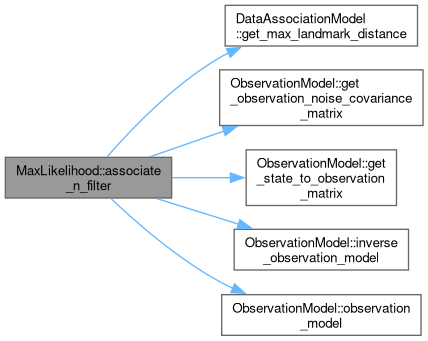 DataAssociationModel
::get_max_landmark_distance
ObservationModel::get
_observation_noise_covariance
_matrix
MaxLikelihood::associate
_n_filter
ObservationModel::get
_state_to_observation
_matrix
ObservationModel::inverse
_observation_model
ObservationModel::observation
_model